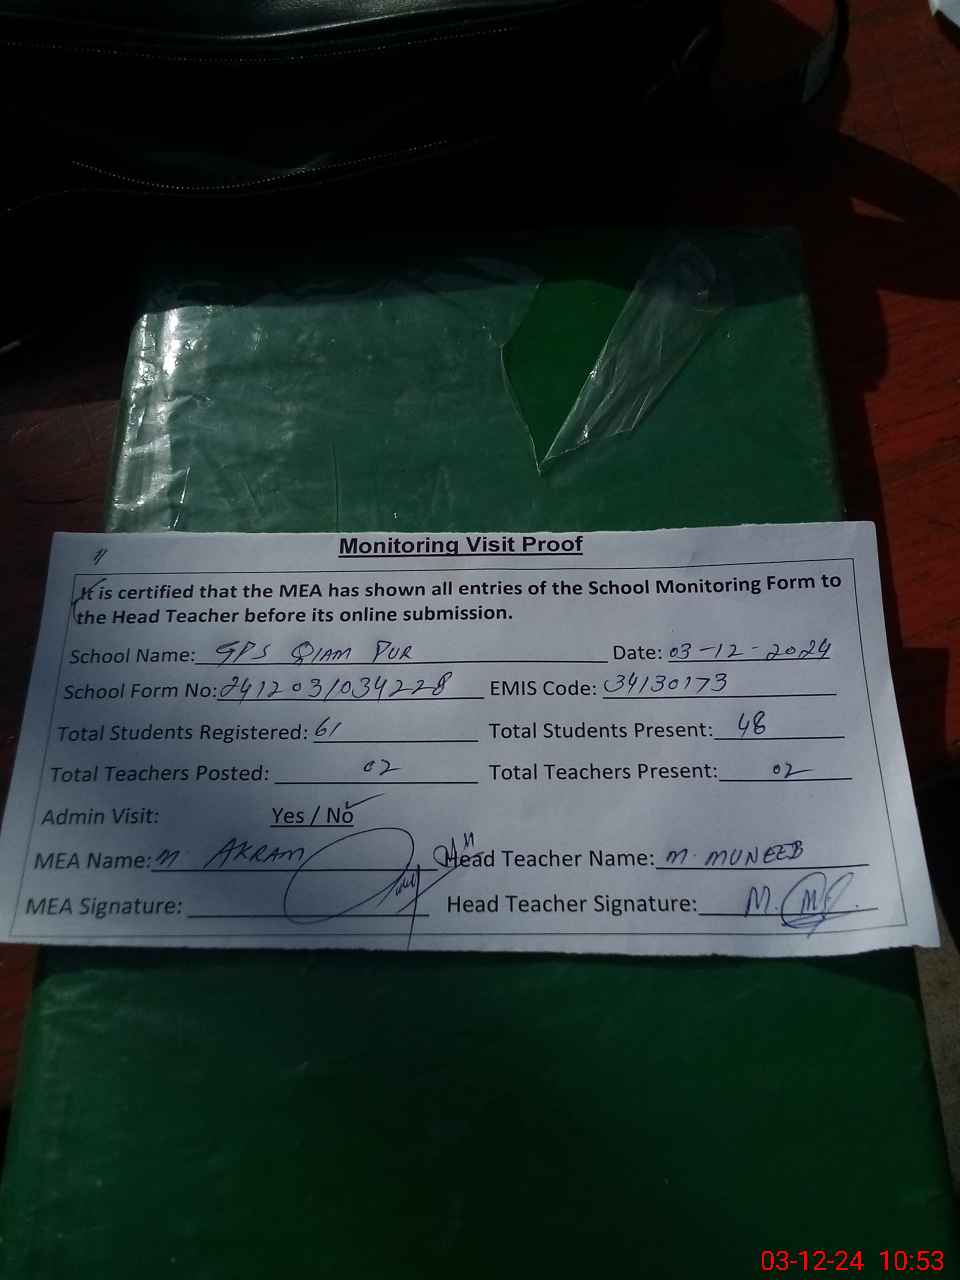 Monitoring Visit Proof
It is certified that the MEA has shown all entries of the School Monitoring Form to
the Head Teacher before its online submission.
School Name: GPS QIAM PUR Date: 03-12-2024
School Form No: 241203/034228 EMIS Code: 34130173
Total Students Registered: 61 Total Students Present: 48
Total Teachers Posted: 02 Total Teachers Present: 02
Admin Visit: Yes / No
MEA Name: M. AKRAM Head Teacher Name: M. MUNEEB
MEA Signature: Head Teacher Signature: M.
03-12-24 10:53